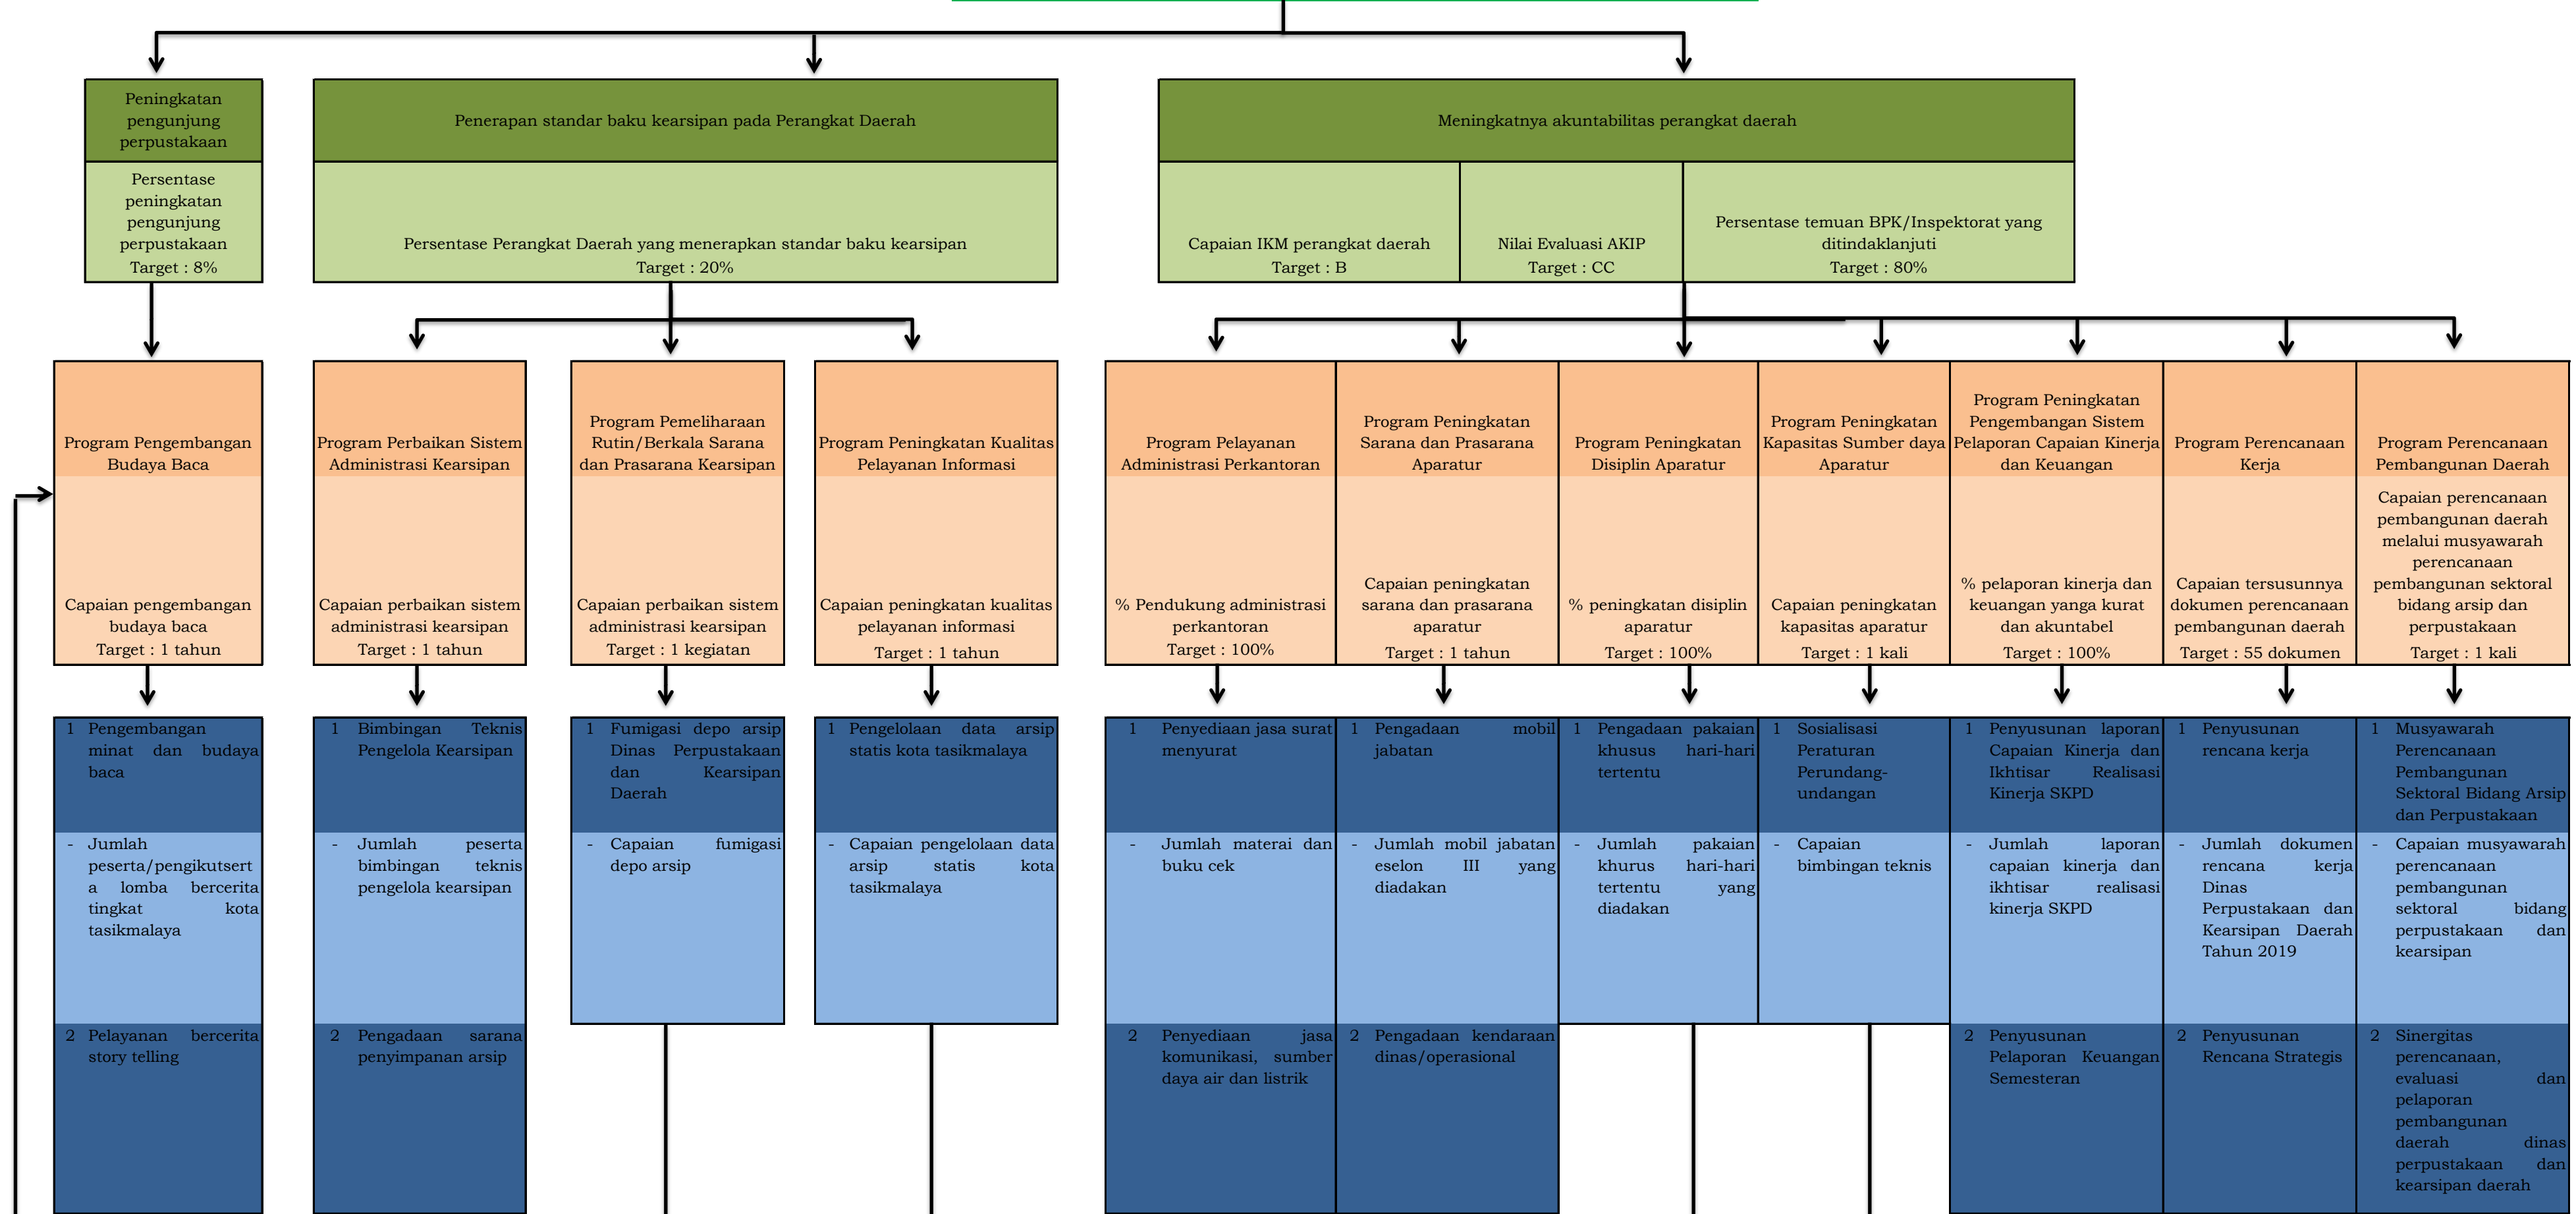 Peningkatan
pengunjung
perpustakaan
Persentase
peningkatan
pengunjung
perpustakaan
Target : 8%
Penerapan standar baku kearsipan pada Perangkat Daerah
Persentase Perangkat Daerah yang menerapkan standar baku kearsipan
Target : 20%
Meningkatnya akuntabilitas perangkat daerah
Capaian IKM perangkat daerah
Target : B
Nilai Evaluasi AKIP
Target : CC
Persentase temuan BPK/Inspektorat yang
ditindaklanjuti
Target : 80%
Program Pengembangan
Budaya Baca
Capaian pengembangan
budaya baca
Target : 1 tahun
Program Perbaikan Sistem
Administrasi Kearsipan
Capaian perbaikan sistem
administrasi kearsipan
Target : 1 tahun
Program Pemeliharaan
Rutin/Berkala Sarana
dan Prasarana Kearsipan
Capaian perbaikan sistem
administrasi kearsipan
Target : 1 kegiatan
Program Peningkatan Kualitas
Pelayanan Informasi
Capaian peningkatan kualitas
pelayanan informasi
Target : 1 tahun
Program Pelayanan
Administrasi Perkantoran
% Pendukung administrasi
perkantoran
Target : 100%
Program Peningkatan
Sarana dan Prasarana
Aparatur
Capaian peningkatan
sarana dan prasarana
aparatur
Target : 1 tahun
Program Peningkatan
Disiplin Aparatur
% peningkatan disiplin
aparatur
Target : 100%
Program Peningkatan
Kapasitas Sumber daya
Aparatur
Capaian peningkatan
kapasitas aparatur
Target : 1 kali
Program Peningkatan
Pengembangan Sistem
Pelaporan Capaian Kinerja
dan Keuangan
% pelaporan kinerja dan
keuangan yanga kurat
dan akuntabel
Target : 100%
Program Perencanaan
Kerja
Capaian tersusunnya
dokumen perencanaan
pembangunan daerah
Target : 55 dokumen
Program Perencanaan
Pembangunan Daerah
Capaian perencanaan
pembangunan daerah
melalui musyawarah
perencanaan
pembangunan sektoral
bidang arsip dan
perpustakaan
Target : 1 kali
1 Pengembangan
minat dan budaya
baca
- Jumlah
peserta/pengikutsert
a lomba bercerita
tingkat kota
tasikmalaya
2 Pelayanan bercerita
story telling
1 Bimbingan Teknis
Pengelola Kearsipan
- Jumlah peserta
bimbingan teknis
pengelola kearsipan
2 Pengadaan sarana
penyimpanan arsip
1 Fumigasi depo arsip
Dinas Perpustakaan
dan Kearsipan
Daerah
- Capaian fumigasi
depo arsip
1 Pengelolaan data arsip
statis kota tasikmalaya
- Capaian pengelolaan data
arsip statis kota
tasikmalaya
1 Penyediaan jasa surat
menyurat
- Jumlah materai dan
buku cek
2 Penyediaan jasa
komunikasi, sumber
daya air dan listrik
1 Pengadaan mobil
jabatan
- Jumlah mobil jabatan
eselon III yang
diadakan
2 Pengadaan kendaraan
dinas/operasional
1 Pengadaan pakaian
khusus hari-hari
tertentu
- Jumlah pakaian
khurus hari-hari
tertentu yang
diadakan
1 Sosialisasi
Peraturan
Perundang-
undangan
- Capaian
bimbingan teknis
1 Penyusunan laporan
Capaian Kinerja dan
Ikhtisar Realisasi
Kinerja SKPD
- Jumlah laporan
capaian kinerja dan
ikhtisar realisasi
kinerja SKPD
2 Penyusunan
Pelaporan Keuangan
Semesteran
1 Penyusunan
rencana kerja
- Jumlah dokumen
rencana kerja
Dinas
Perpustakaan dan
Kearsipan Daerah
Tahun 2019
2 Penyusunan
Rencana Strategis
1 Musyawarah
Perencanaan
Pembangunan
Sektoral Bidang Arsip
dan Perpustakaan
- Capaian musyawarah
perencanaan
pembangunan
sektoral bidang
perpustakaan dan
kearsipan
2 Sinergitas
perencanaan,
evaluasi dan
pelaporan
pembangunan
daerah dinas
perpustakaan dan
kearsipan daerah